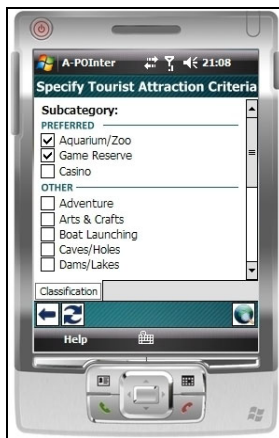 A-POInter 21:08
Specify Tourist Attraction Criteria
Subcategory:
PREFERRED
Aquarium/Zoo
Game Reserve
Casino
OTHER
Adventure
Arts & Crafts
Boat Launching
Caves/Holes
Dams/Lakes
Classification
Help